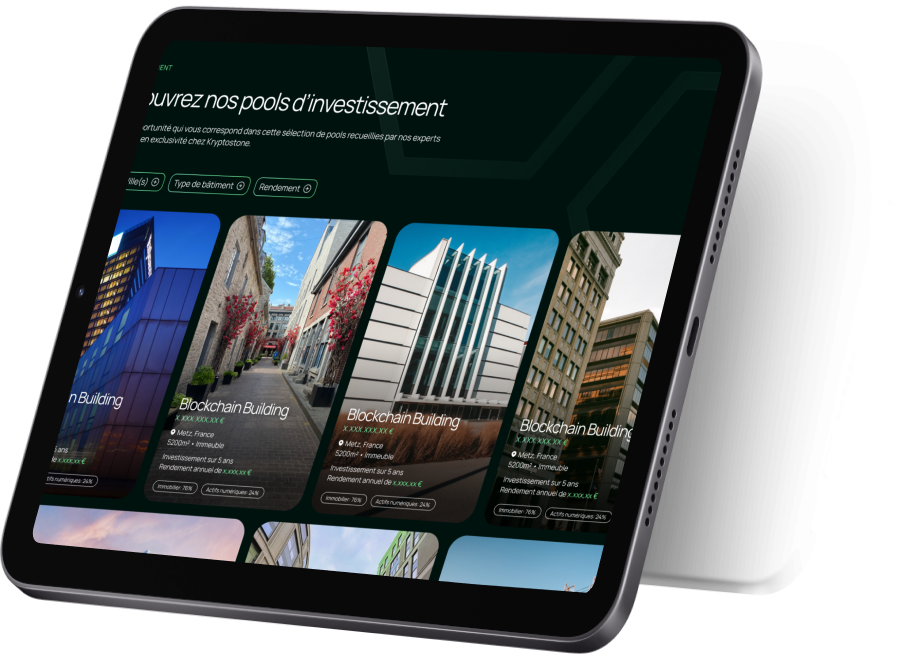 ENT
ouvrez nos pools d'investissement
ortunité qui vous correspond dans cette sélection de pools recueillies par nos experts
en exclusivité chez Kryptostone.
ille(s)
Type de bâtiment
Rendement
n Building
5 ans
le x.xxx,xx €
tifs numériques: 24%
Blockchain Building
x xxx xxx,xx €
Metz, France
5200m² • Immeuble
Investissement sur 5 ans
Rendement annuel de x.xxx,xx €
Immobilier: 76%
Actifs numériques: 24%
Blockchain Building
x xxx xxx,xx €
Metz, France
5200m² • Immeuble
Investissement sur 5 ans
Rendement annuel de x.xxx,xx €
Immobilier: 76%
Actifs numériques: 24%
Blockchain Building
x xxx xxx,xx €
Metz, France
5200m² • Immeuble
Investissement sur 5 ans
Rendement annuel de x.xxx,xx €
Immobilier: 76%
Actifs numériques: 24%